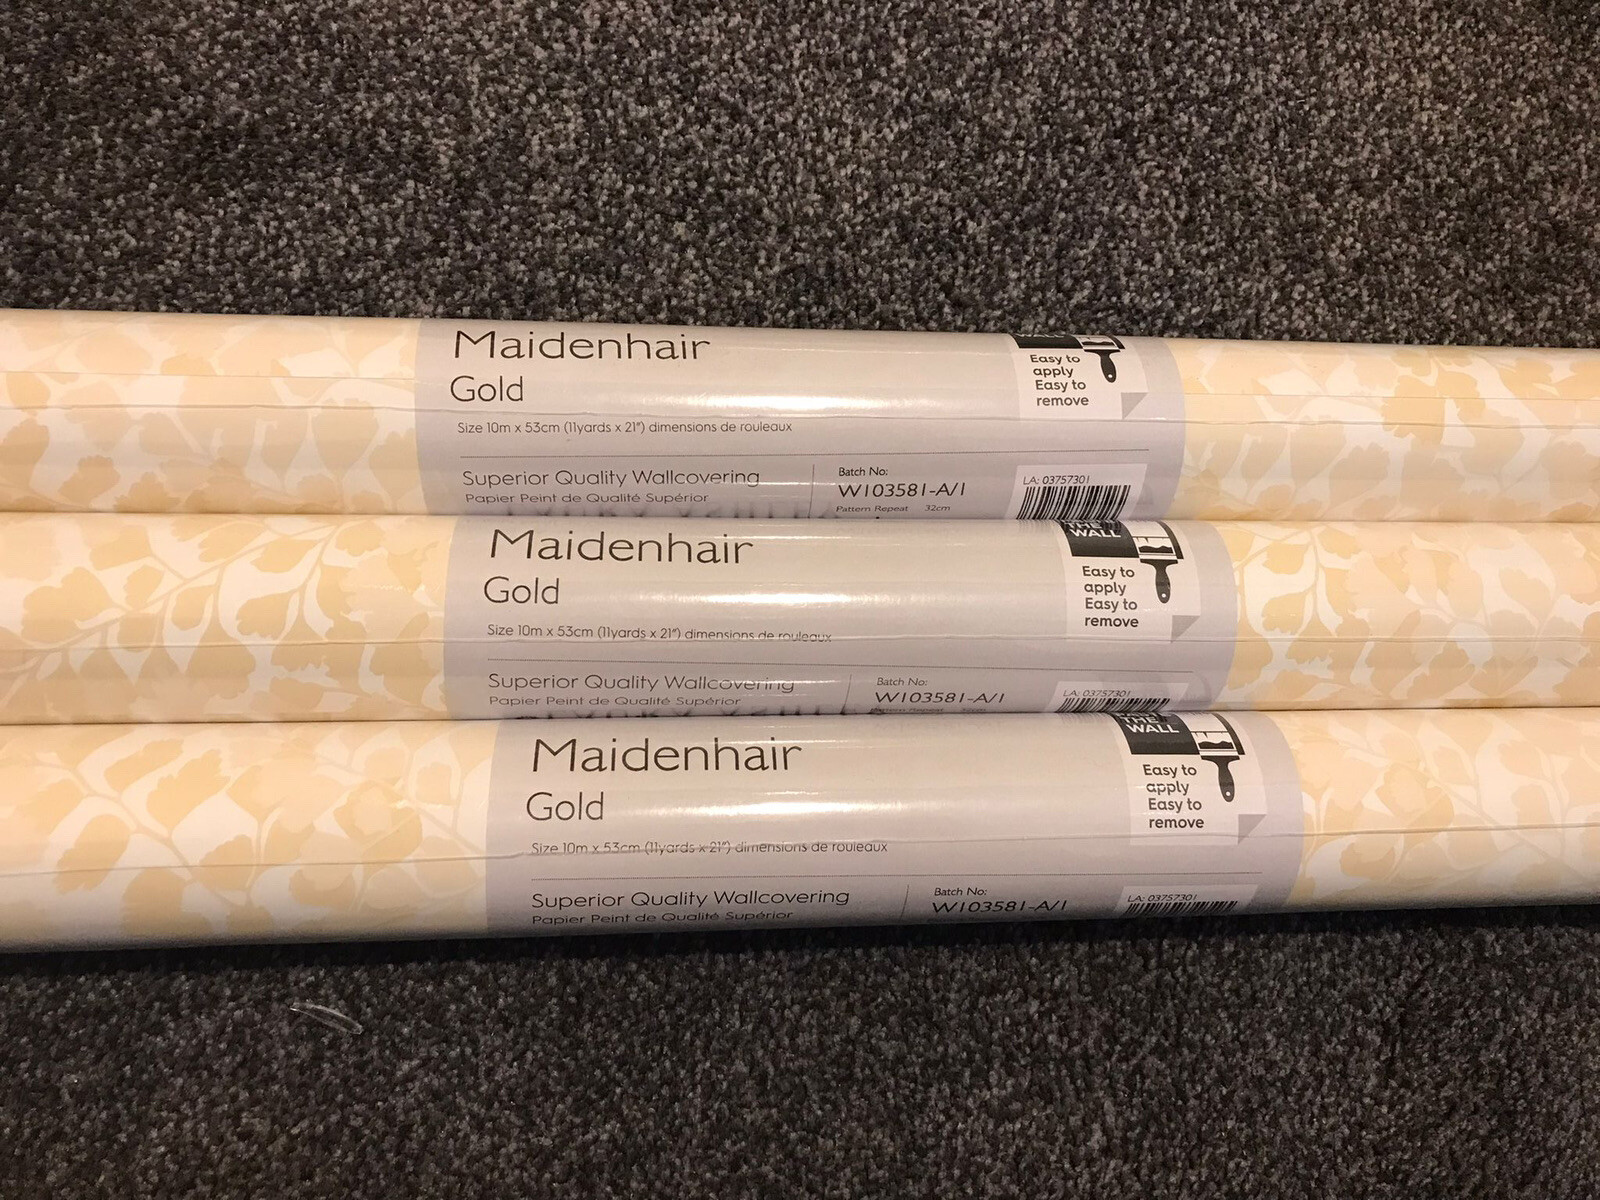 Maidenhair
Gold
Size 10m x 53cm (11yards x 21") dimensions de rouleaux
Superior Quality Wallcovering
Papier Peint de Qualité Supérior
Batch No:
W103581-A/1
Pattern Repeat 32cm
WALL
Easy to
apply
Easy to
remove
LA: 03757301
Maidenhair
Gold
Size 10m x 53cm (11yards x 21") dimensions de rouleaux
Superior Quality Wallcovering
Papier Peint de Qualité Supérior
Batch No:
W103581-A/1
Pattern Repeat
THE
WALL
Easy to
apply
Easy to
remove
LA: 03757301
Maidenhair
Gold
Size 10m x 53cm (11yards x 21") dimensions de rouleaux
Superior Quality Wallcovering
Papier Peint de Qualité Supérior
Batch No:
W103581-A/1
THE
WALL
Easy to
apply
Easy to
remove
LA: 03757301